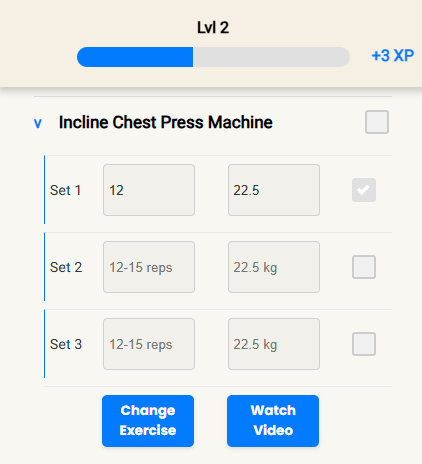 Lvl 2
+3 XP
v Incline Chest Press Machine
Set 1 12 22.5
Set 2 12-15 reps 22.5 kg
Set 3 12-15 reps 22.5 kg
Change Watch
Exercise Video